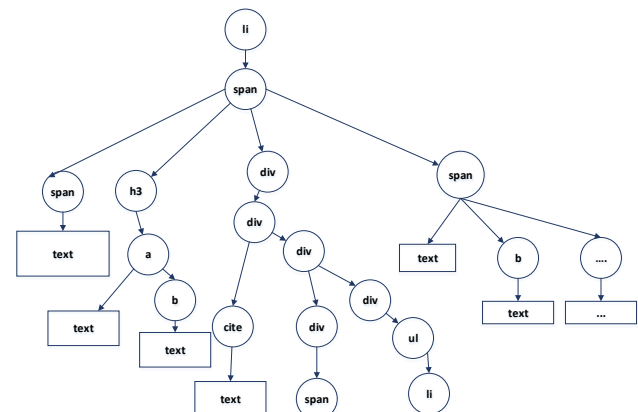 li
span
div
span
span
h3
div
a
div
text
b
....
text
b
div
text
cite
div
ul
text
...
text
li
text
span